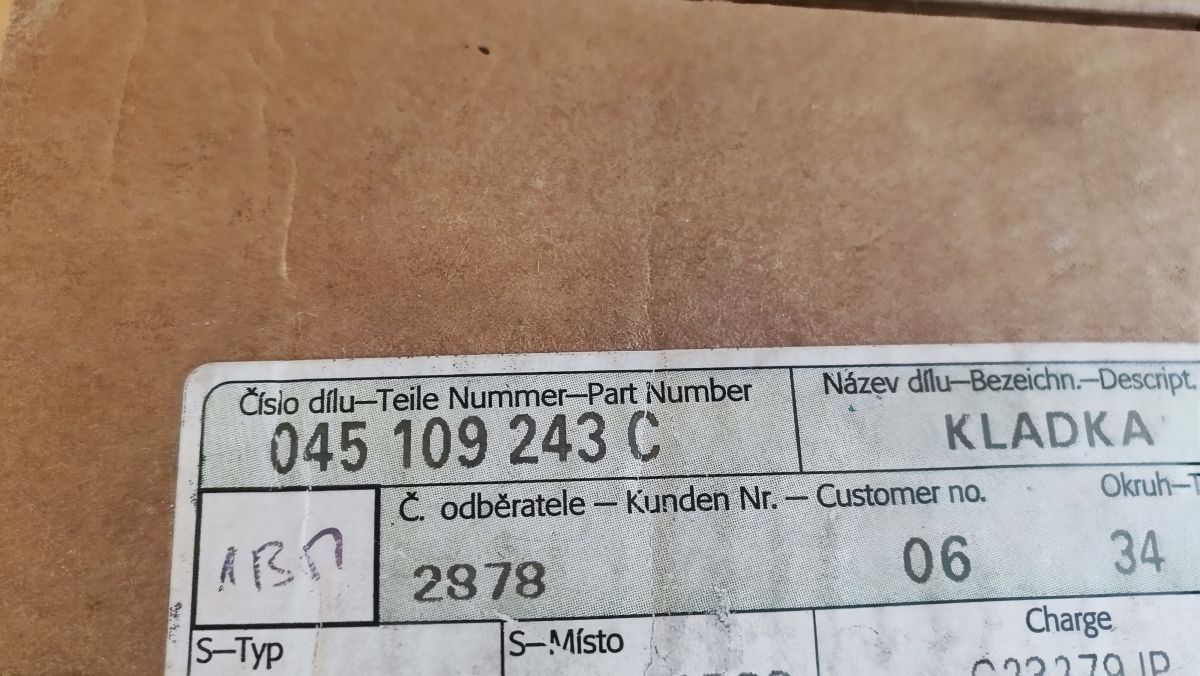 Číslo dílu—Teile Nummer—Part Number
045 109 243 C
Název dílu—Bezeichn.—Descript.
KLADKA
Č. odběratele — Kunden Nr. — Customer no.
Okruh—T
2878 06 34
S—Typ
S—Místo
Charge